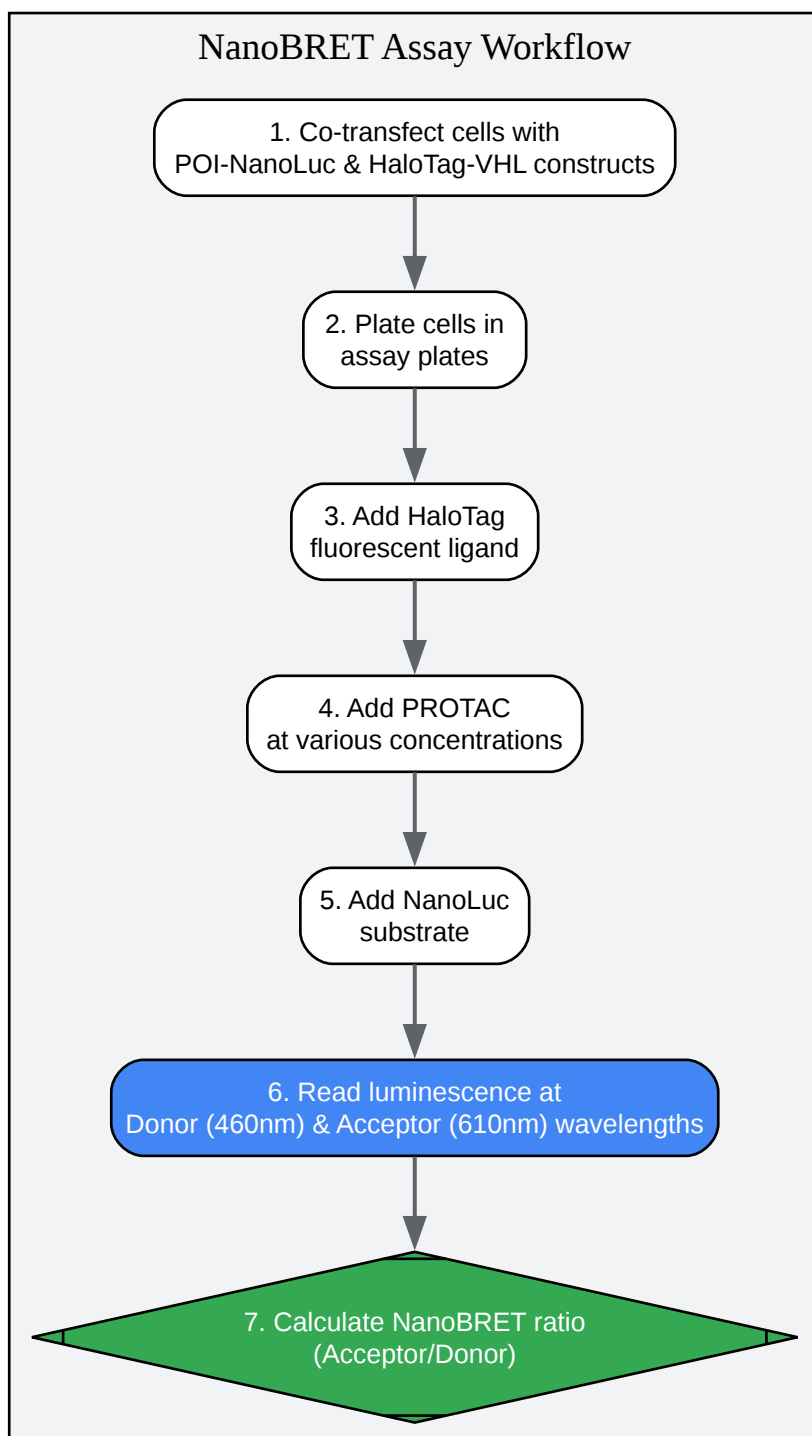 NanoBRET Assay Workflow
1. Co-transfect cells with
POI-NanoLuc & HaloTag-VHL constructs
2. Plate cells in
assay plates
3. Add HaloTag
fluorescent ligand
4. Add PROTAC
at various concentrations
5. Add NanoLuc
substrate
6. Read luminescence at
Donor (460nm) & Acceptor (610nm) wavelengths
7. Calculate NanoBRET ratio
(Acceptor/Donor)